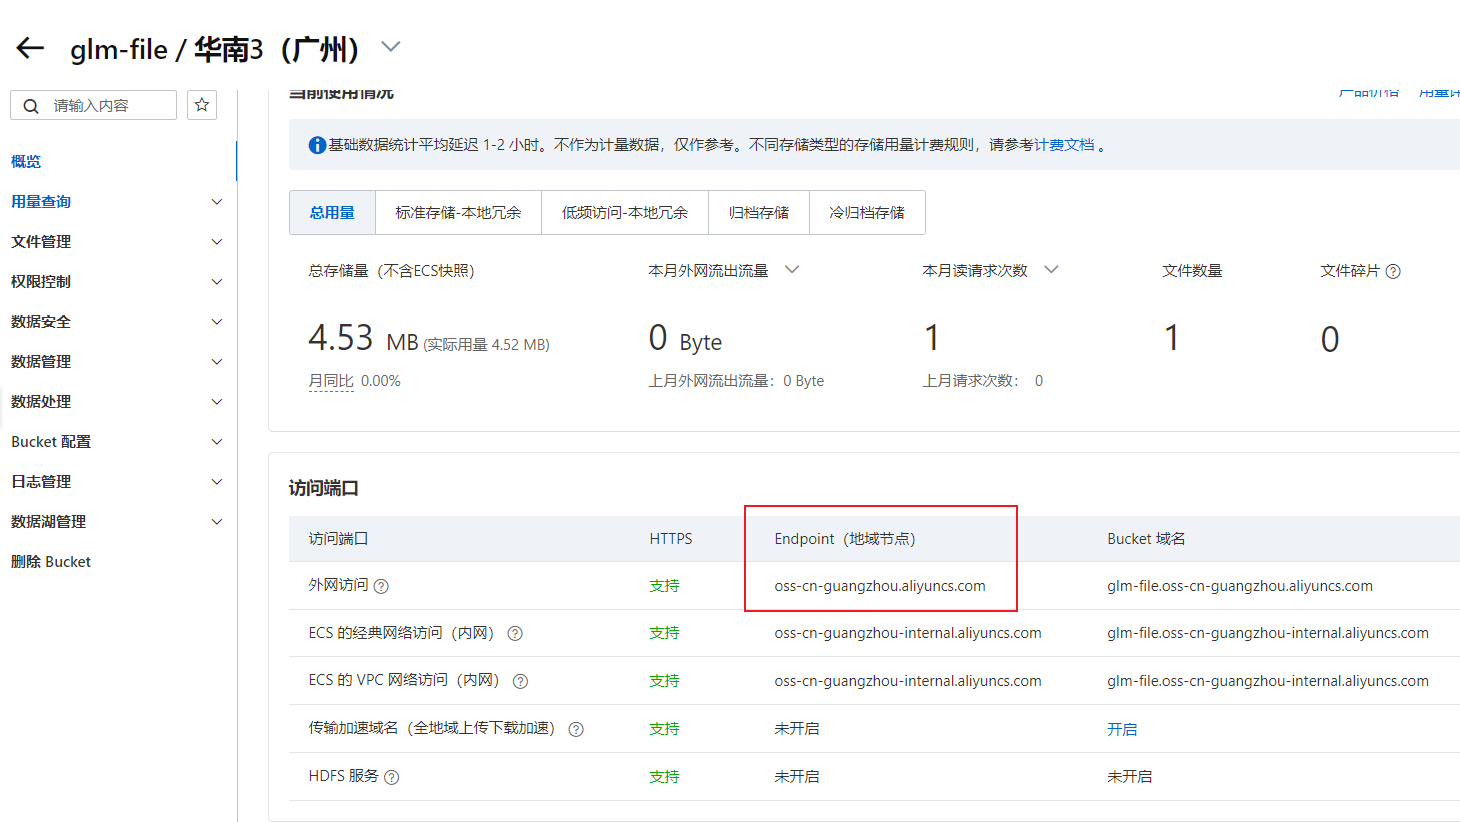 glm-file / 华南3（广州）
请输入内容
概览
用量查询
文件管理
权限控制
数据安全
数据管理
数据处理
Bucket 配置
日志管理
数据湖管理
删除 Bucket
当前使用情况
产品价格 用量
基础数据统计平均延迟 1-2 小时。不作为计量数据，仅作参考。不同存储类型的存储用量计费规则，请参考计费文档 。
总用量 标准存储-本地冗余 低频访问-本地冗余 归档存储 冷归档存储
总存储量（不含ECS快照） 本月外网流出流量 本月读请求次数 文件数量 文件碎片
4.53 MB (实际用量 4.52 MB) 0 Byte 1 1 0
月同比 0.00% 上月外网流出流量：0 Byte 上月请求次数： 0
访问端口
访问端口 HTTPS Endpoint（地域节点） Bucket 域名
外网访问 支持 oss-cn-guangzhou.aliyuncs.com glm-file.oss-cn-guangzhou.aliyuncs.com
ECS 的经典网络访问（内网） 支持 oss-cn-guangzhou-internal.aliyuncs.com glm-file.oss-cn-guangzhou-internal.aliyuncs.com
ECS 的 VPC 网络访问（内网） 支持 oss-cn-guangzhou-internal.aliyuncs.com glm-file.oss-cn-guangzhou-internal.aliyuncs.com
传输加速域名（全地域上传下载加速） 支持 未开启 开启
HDFS 服务 支持 未开启 未开启